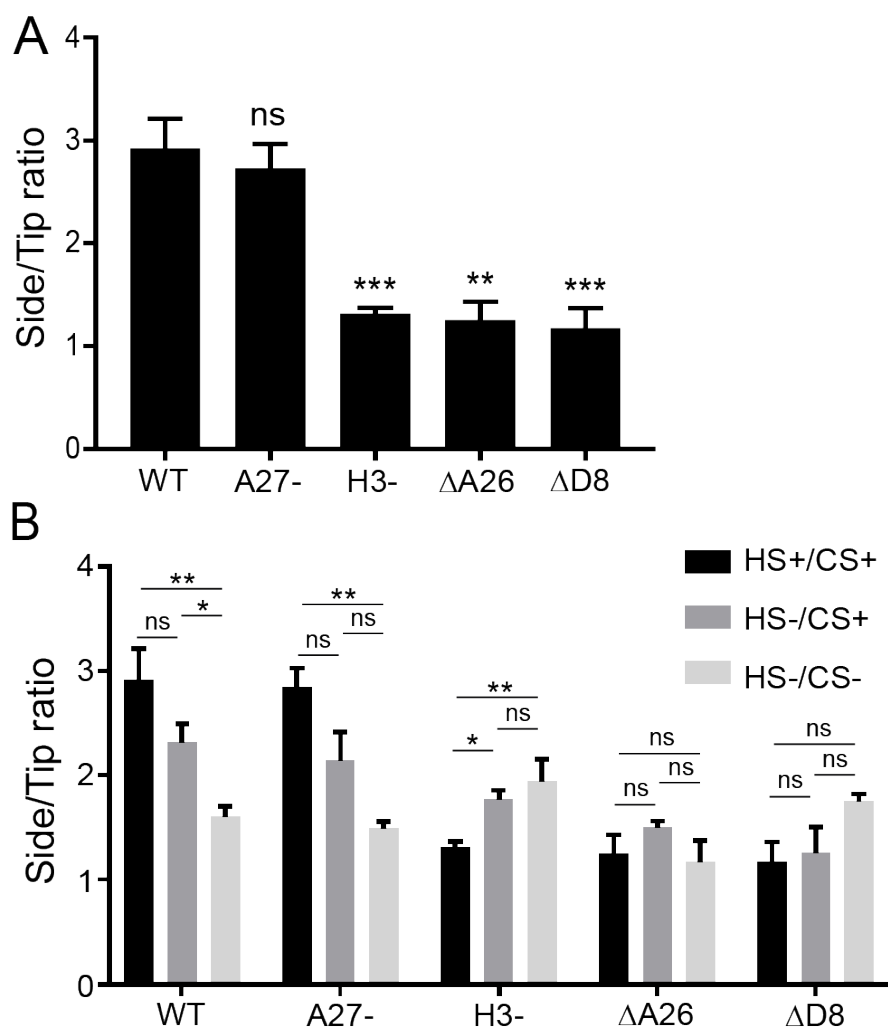 A
Side/Tip ratio
4
3
2
1
0
ns
***
**
***
WT A27- H3- ΔA26 ΔD8
B
Side/Tip ratio
4
3
2
1
0
HS+/CS+
HS-/CS+
HS-/CS-
**
ns *
**
ns ns
**
* ns
ns
ns ns
ns
ns ns
WT A27- H3- ΔA26 ΔD8